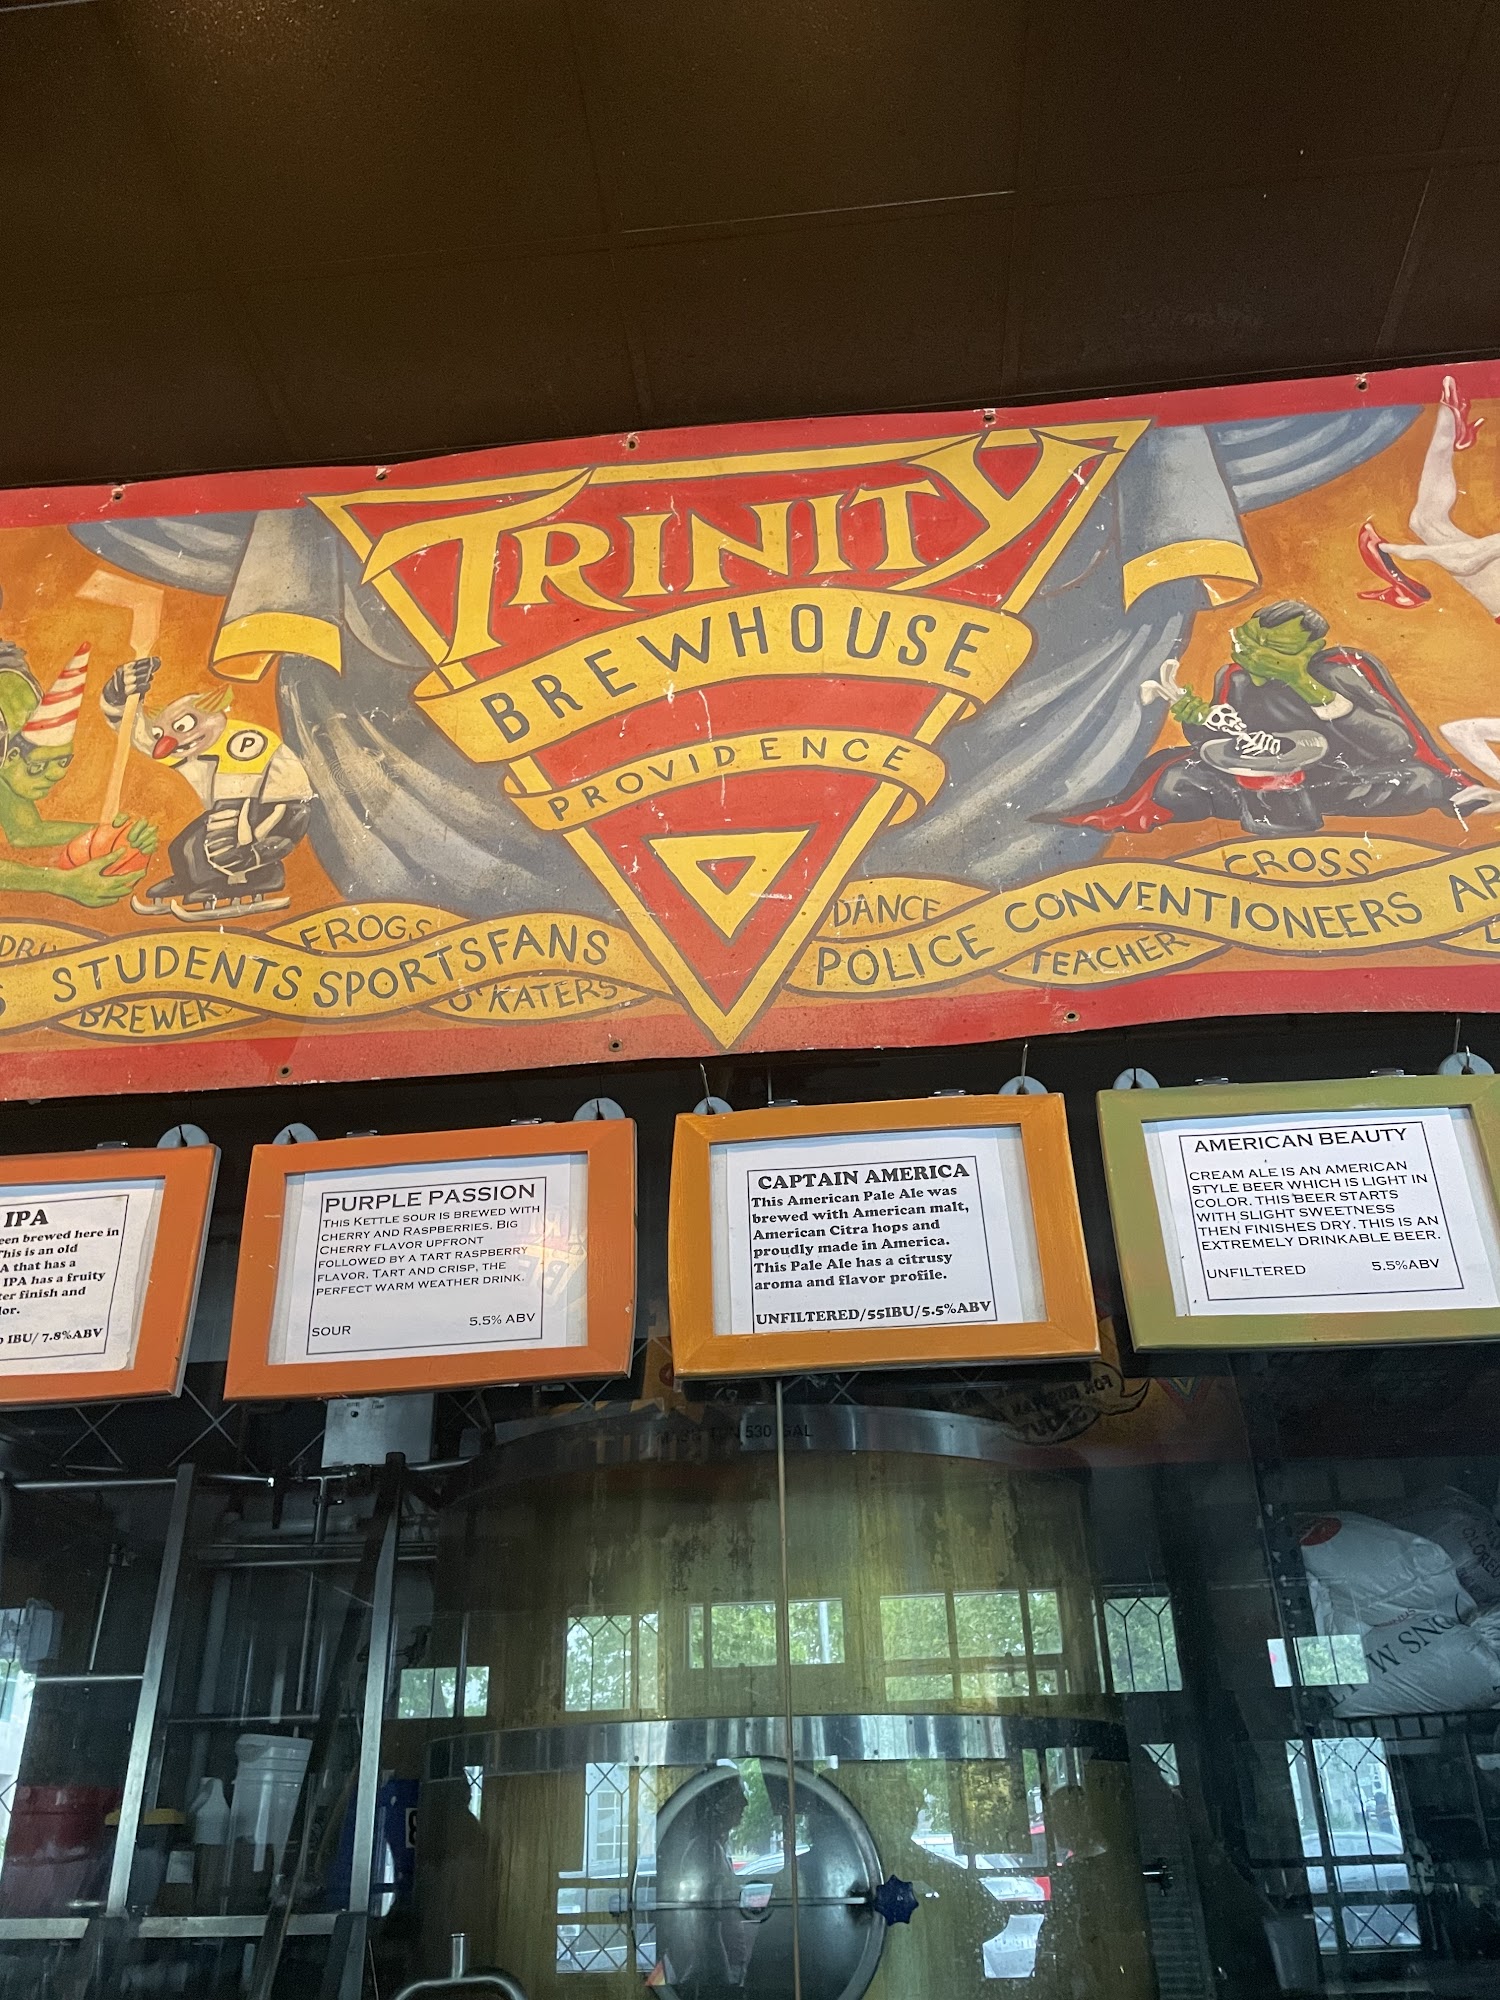 TRINITY
BREWHOUSE
PROVIDENCE
P
FROGS
STUDENTS SPORTSFANS
BREWER
DANCE
CROSS
POLICE CONVENTIONEERS
TEACHER
IPA
een brewed here in
This is an old
A that has a
IPA has a fruity
ter finish and
lor.
IBU/ 7.8%ABV
PURPLE PASSION
THIS KETTLE SOUR IS BREWED WITH
CHERRY AND RASPBERRIES. BIG
CHERRY FLAVOR UPFRONT
FOLLOWED BY A TART RASPBERRY
FLAVOR. TART AND CRISP, THE
PERFECT WARM WEATHER DRINK.
SOUR 5.5% ABV
CAPTAIN AMERICA
This American Pale Ale was
brewed with American malt,
American Citra hops and
proudly made in America.
This Pale Ale has a citrusy
aroma and flavor profile.
UNFILTERED/55IBU/5.5%ABV
AMERICAN BEAUTY
CREAM ALE IS AN AMERICAN
STYLE BEER WHICH IS LIGHT IN
COLOR. THIS BEER STARTS
WITH SLIGHT SWEETNESS
THEN FINISHES DRY. THIS IS AN
EXTREMELY DRINKABLE BEER.
UNFILTERED 5.5%ABV
530 GAL